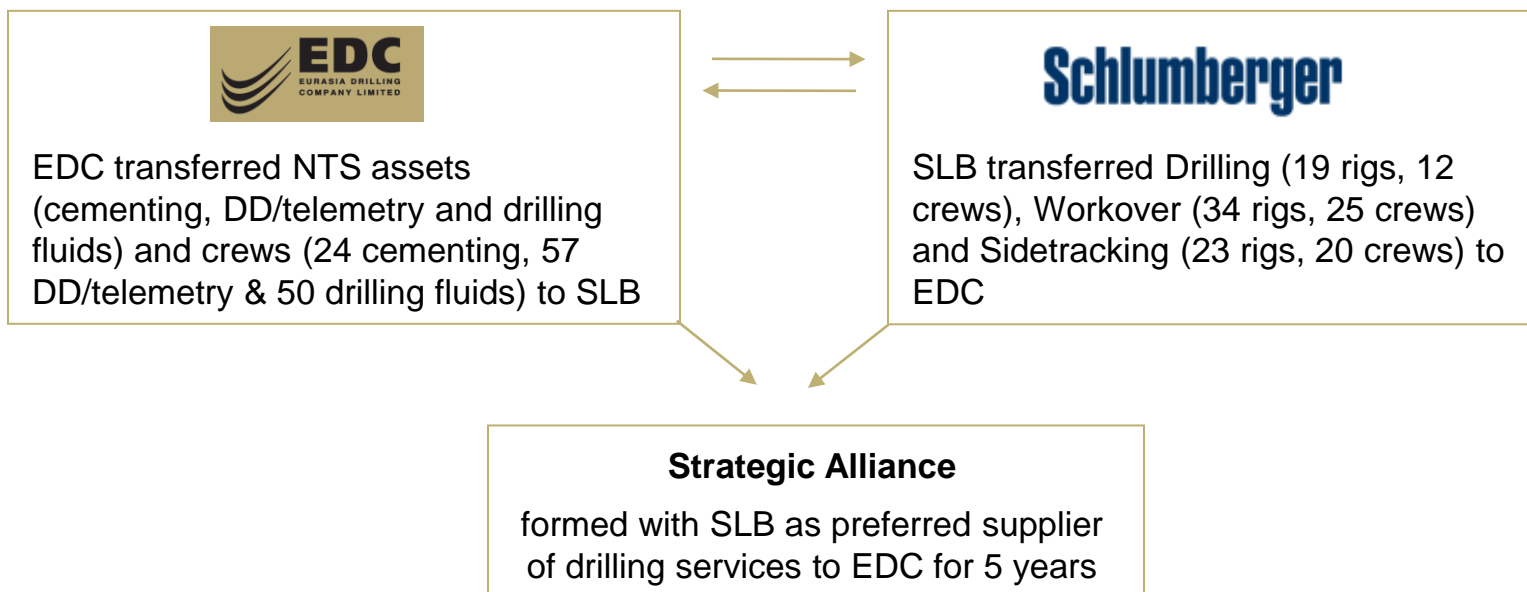 EDC
EURASIA DRILLING
COMPANY LIMITED
EDC transferred NTS assets
(cementing, DD/telemetry and drilling
fluids) and crews (24 cementing, 57
DD/telemetry & 50 drilling fluids) to SLB
Schlumberger
SLB transferred Drilling (19 rigs, 12
crews), Workover (34 rigs, 25 crews)
and Sidetracking (23 rigs, 20 crews) to
EDC
Strategic Alliance
formed with SLB as preferred supplier
of drilling services to EDC for 5 years